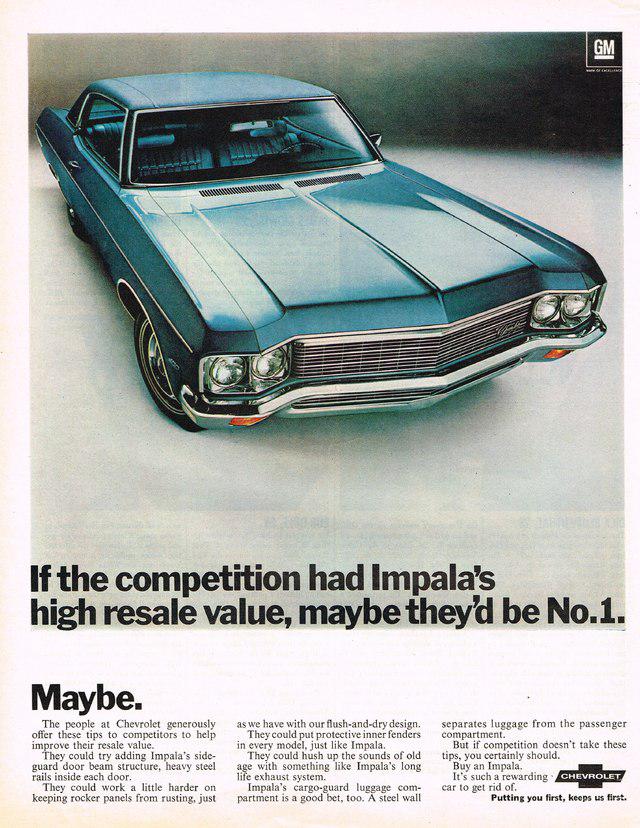 GM
MARK OF EXCELLENCE
If the competition had Impala's
high resale value, maybe they'd be No.1.
Maybe.
The people at Chevrolet generously
offer these tips to competitors to help
improve their resale value.
They could try adding Impala's side-
guard door beam structure, heavy steel
rails inside each door.
They could work a little harder on
keeping rocker panels from rusting, just
as we have with our flush-and-dry design.
They could put protective inner fenders
in every model, just like Impala.
They could hush up the sounds of old
age with something like Impala's long
life exhaust system.
Impala's cargo-guard luggage com-
partment is a good bet, too. A steel wall
separates luggage from the passenger
compartment.
But if competition doesn't take these
tips, you certainly should.
Buy an Impala.
It's such a rewarding
car to get rid of.
CHEVROLET
Putting you first, keeps us first.